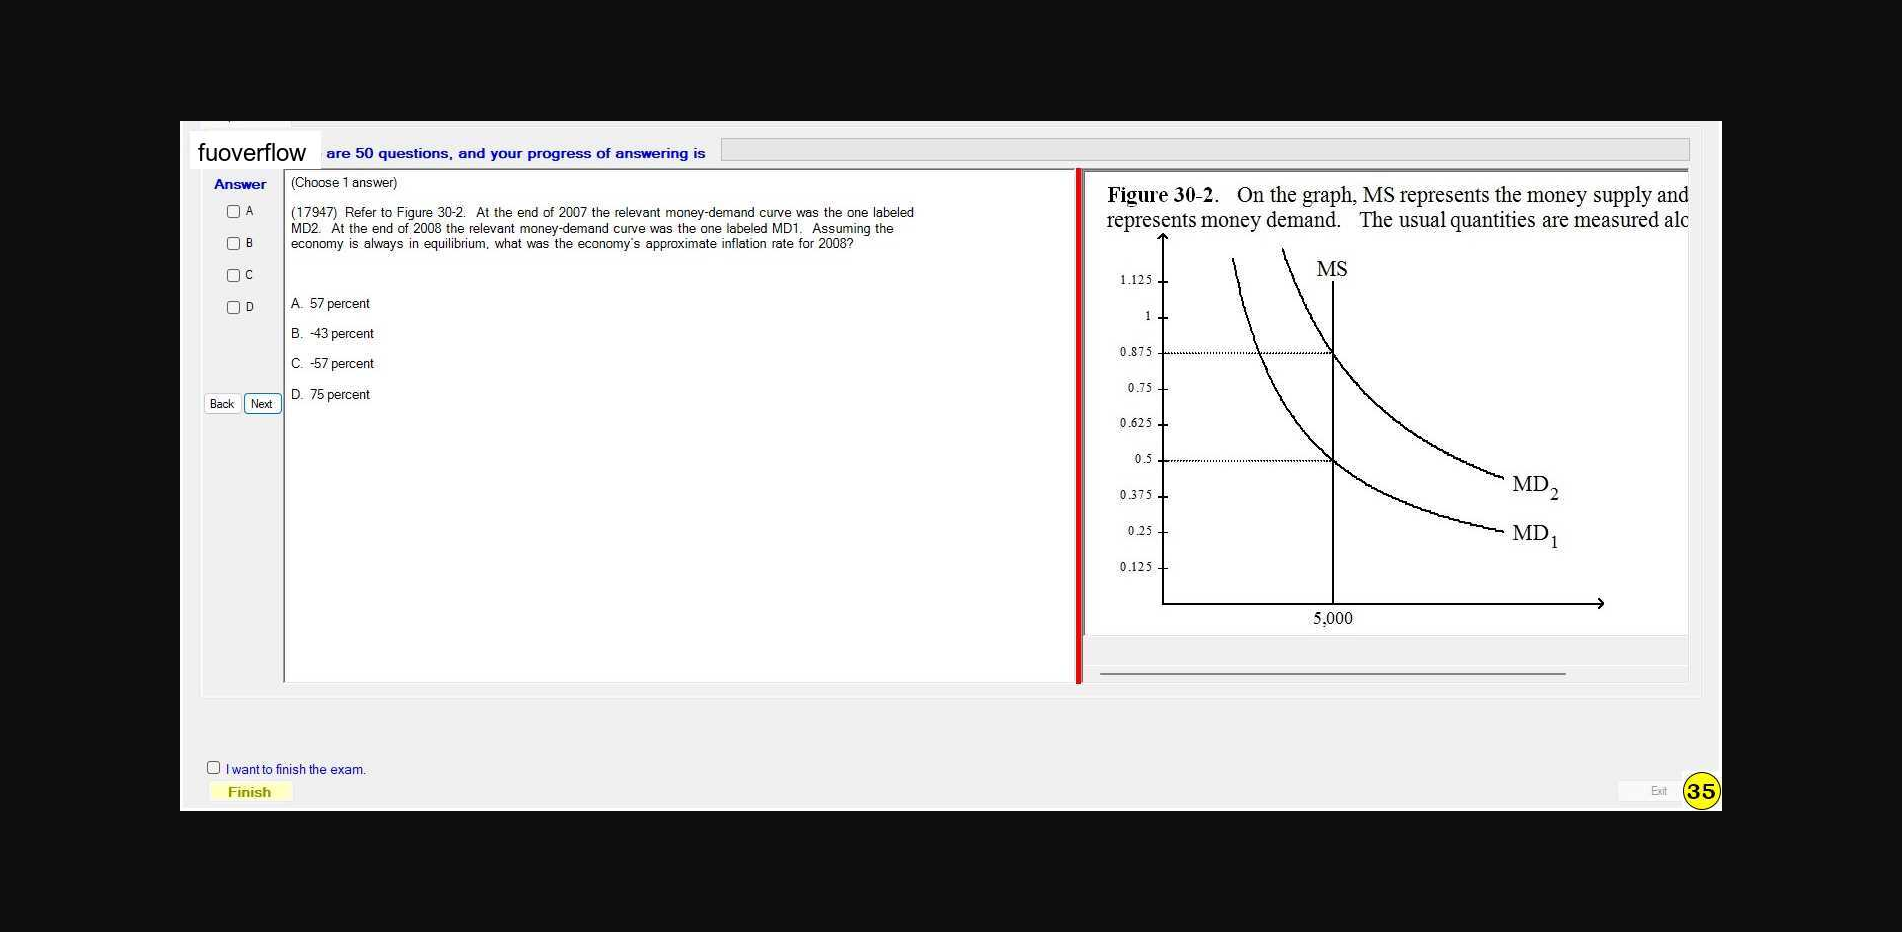 fuoverflow are 50 questions, and your progress of answering is
Answer
A
B
C
D
Back Next
(Choose 1 answer)
(17947) Refer to Figure 30-2. At the end of 2007 the relevant money-demand curve was the one labeled
MD2. At the end of 2008 the relevant money-demand curve was the one labeled MD1. Assuming the
economy is always in equilibrium, what was the economy's approximate inflation rate for 2008?
A. 57 percent
B. -43 percent
C. -57 percent
D. 75 percent
Figure 30-2. On the graph, MS represents the money supply and
represents money demand. The usual quantities are measured alo
MS
1.125
1
0.875
0.75
0.625
0.5
0.375
0.25
0.125
MD2
MD1
5,000
I want to finish the exam.
Finish
Exit
35